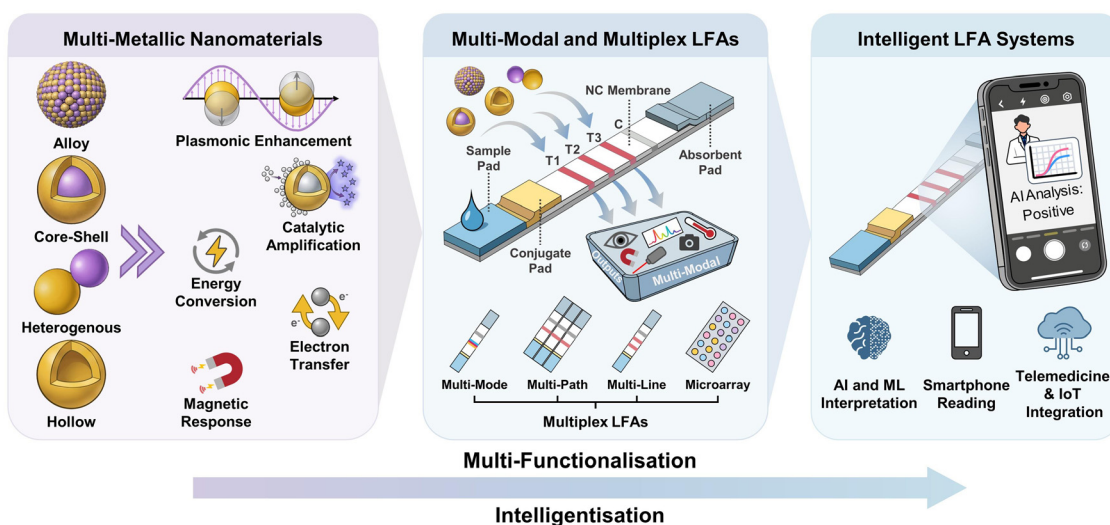 Multi-Metallic Nanomaterials
Alloy
Core-Shell
Heterogenous
Hollow
Plasmonic Enhancement
Catalytic
Amplification
Energy
Conversion
e-
e-
Electron
Transfer
Magnetic
Response
Multi-Modal and Multiplex LFAs
NC Membrane
C
T3
T2
T1
Sample
Pad
Absorbent
Pad
Conjugate
Pad
Outputs
Multi-Modal
Multi-Mode
Multi-Path
Multi-Line
Microarray
Multiplex LFAs
Intelligent LFA Systems
AI Analysis:
Positive
AI and ML
Interpretation
Smartphone
Reading
Telemedicine
& IoT
Integration
Multi-Functionalisation
Intelligentisation